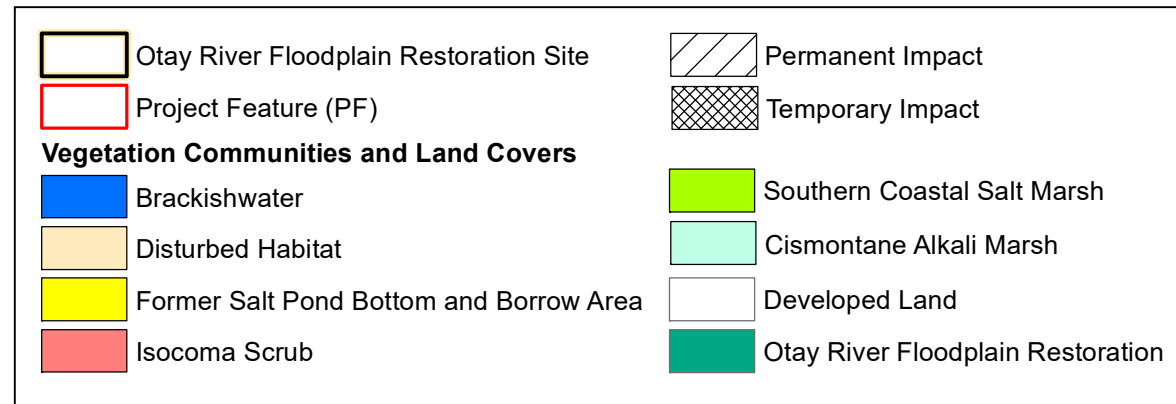 Otay River Floodplain Restoration Site
Project Feature (PF)
Vegetation Communities and Land Covers
Brackishwater
Disturbed Habitat
Former Salt Pond Bottom and Borrow Area
Isocoma Scrub
Permanent Impact
Temporary Impact
Southern Coastal Salt Marsh
Cismontane Alkali Marsh
Developed Land
Otay River Floodplain Restoration